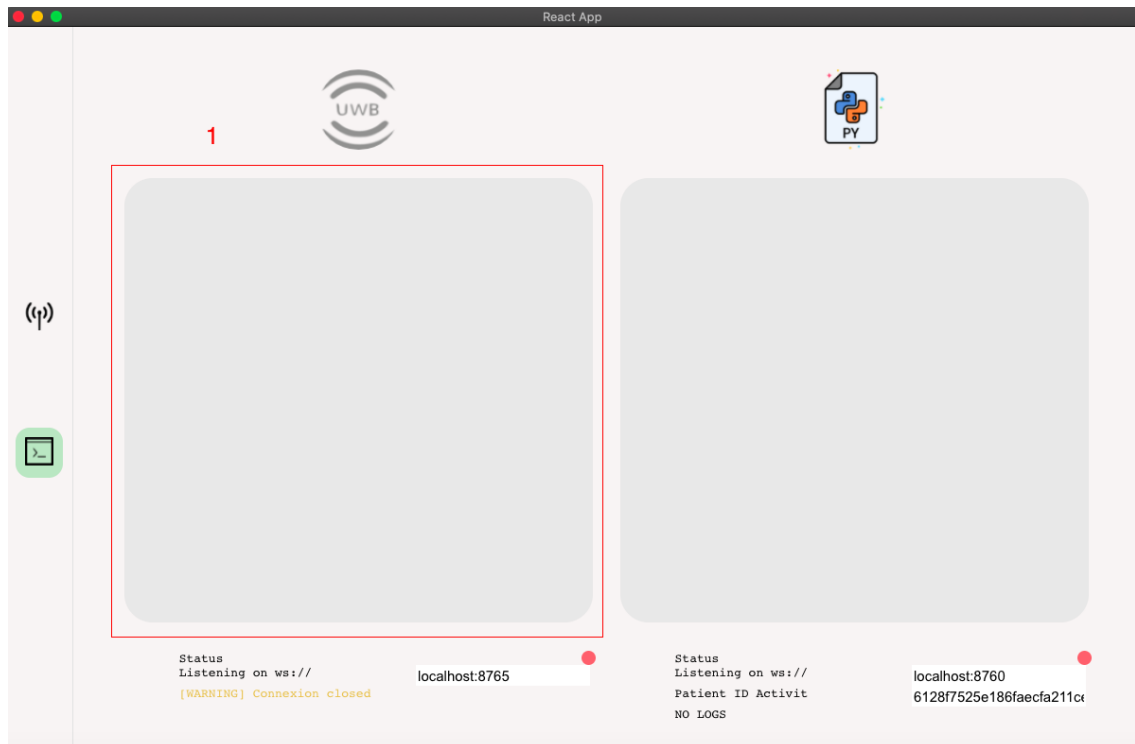 React App
1
UWB
PY
Status
Listening on ws:// localhost:8765
[WARNING] Connexion closed
Status
Listening on ws:// localhost:8760
Patient ID Activit 6128f7525e186faecfa211ce
NO LOGS